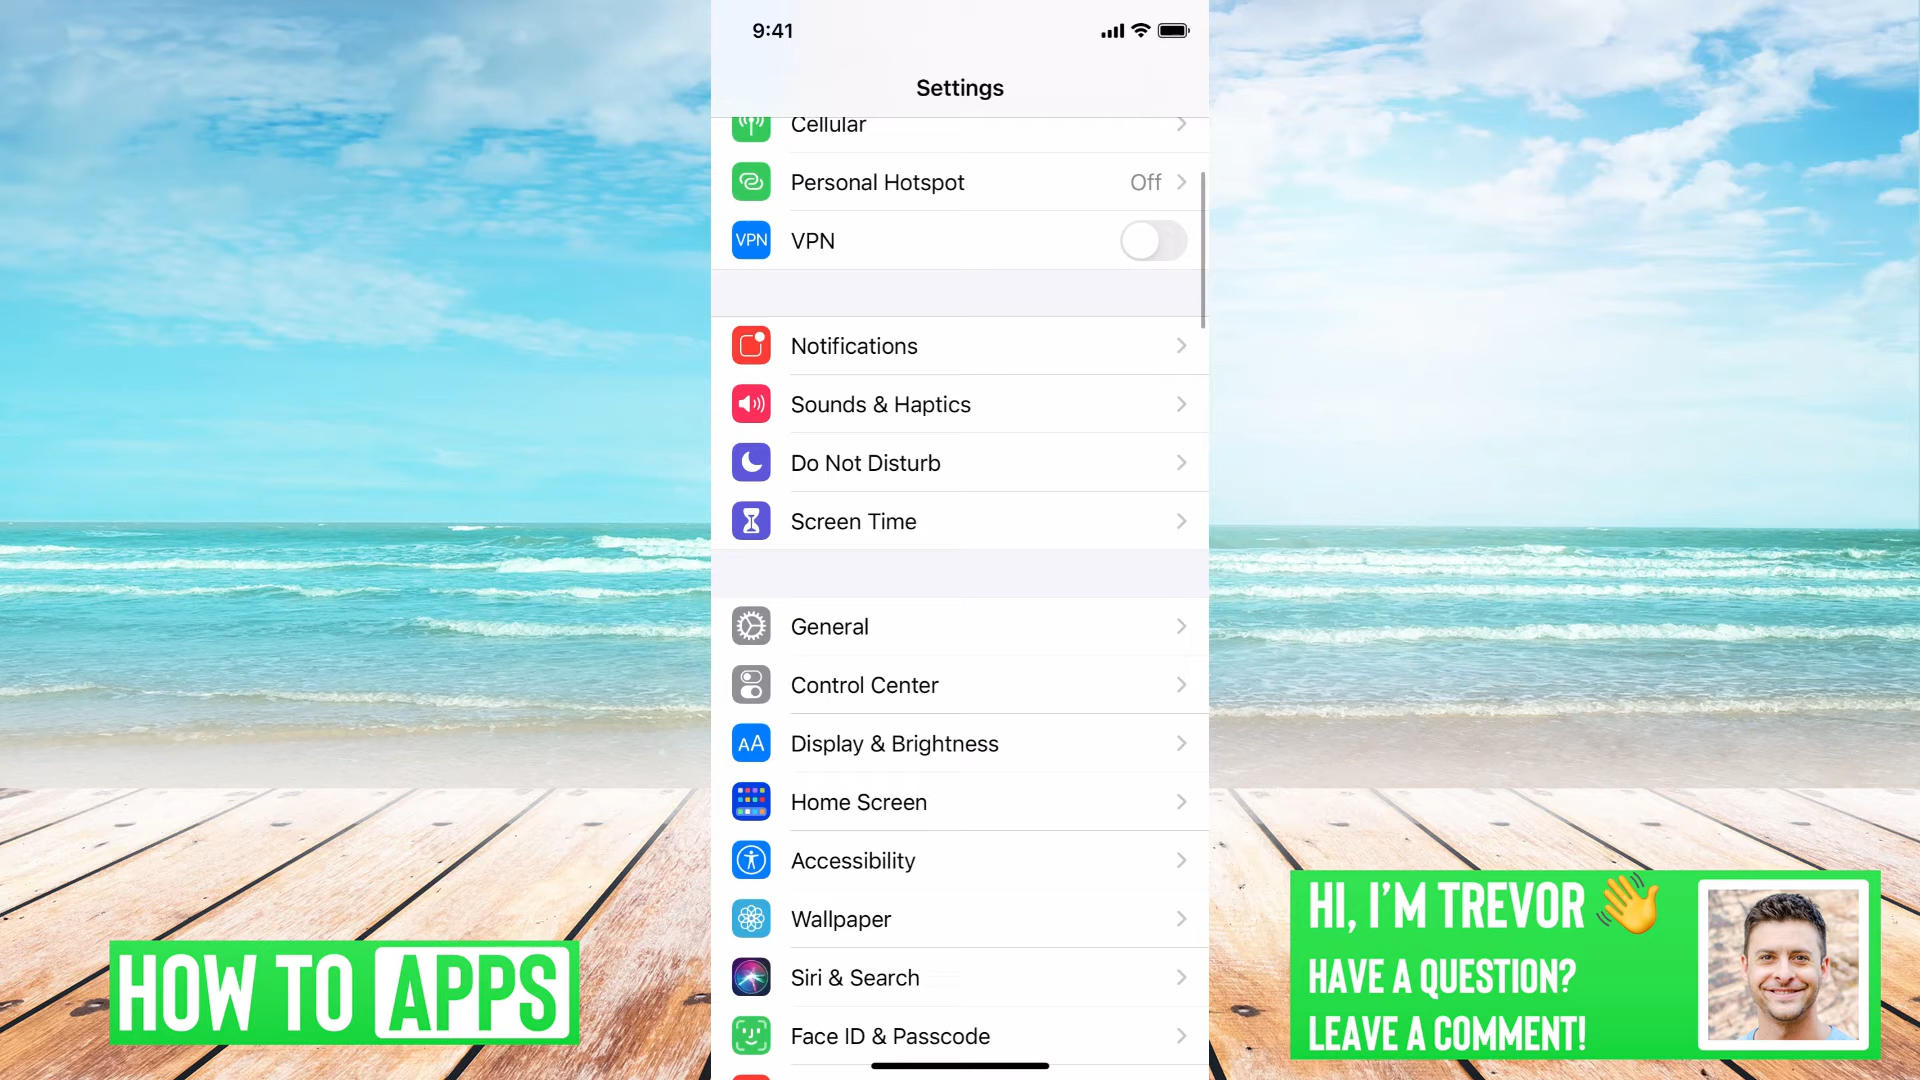 9:41
Settings
Cellular
Personal Hotspot Off
VPN VPN
Notifications
Sounds & Haptics
Do Not Disturb
Screen Time
General
Control Center
AA Display & Brightness
Home Screen
Accessibility
Wallpaper
Siri & Search
Face ID & Passcode
HOW TO APPS
HI, I'M TREVOR
HAVE A QUESTION?
LEAVE A COMMENT!